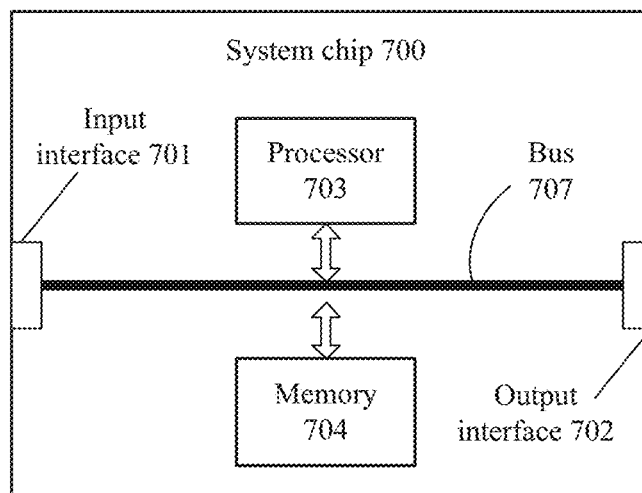 System chip 700
Input
interface 701
Processor
703
Bus
707
Memory
704
Output
interface 702